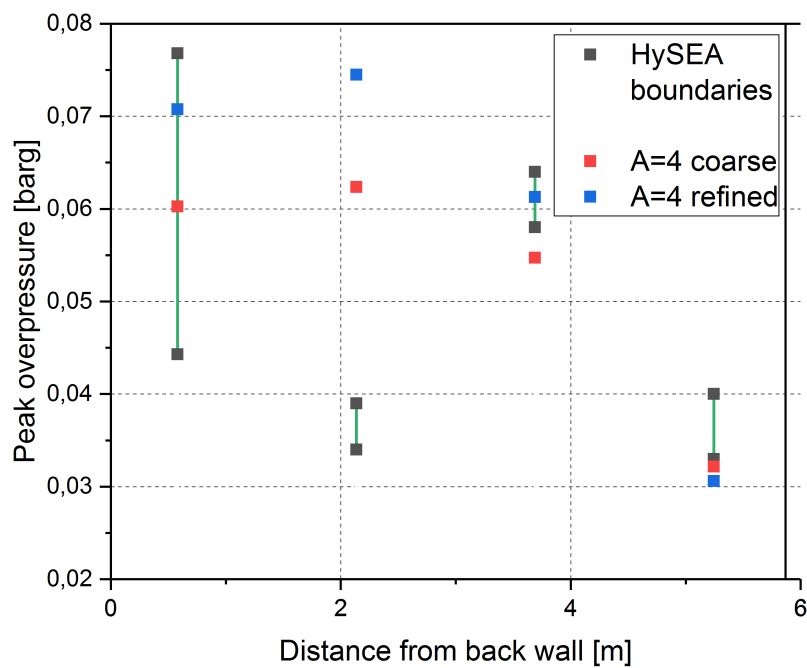 0,08
0,07
0,06
0,05
0,04
0,03
0,02
Peak overpressure [barg]
HySEA
boundaries
A=4 coarse
A=4 refined
0
2
4
6
Distance from back wall [m]